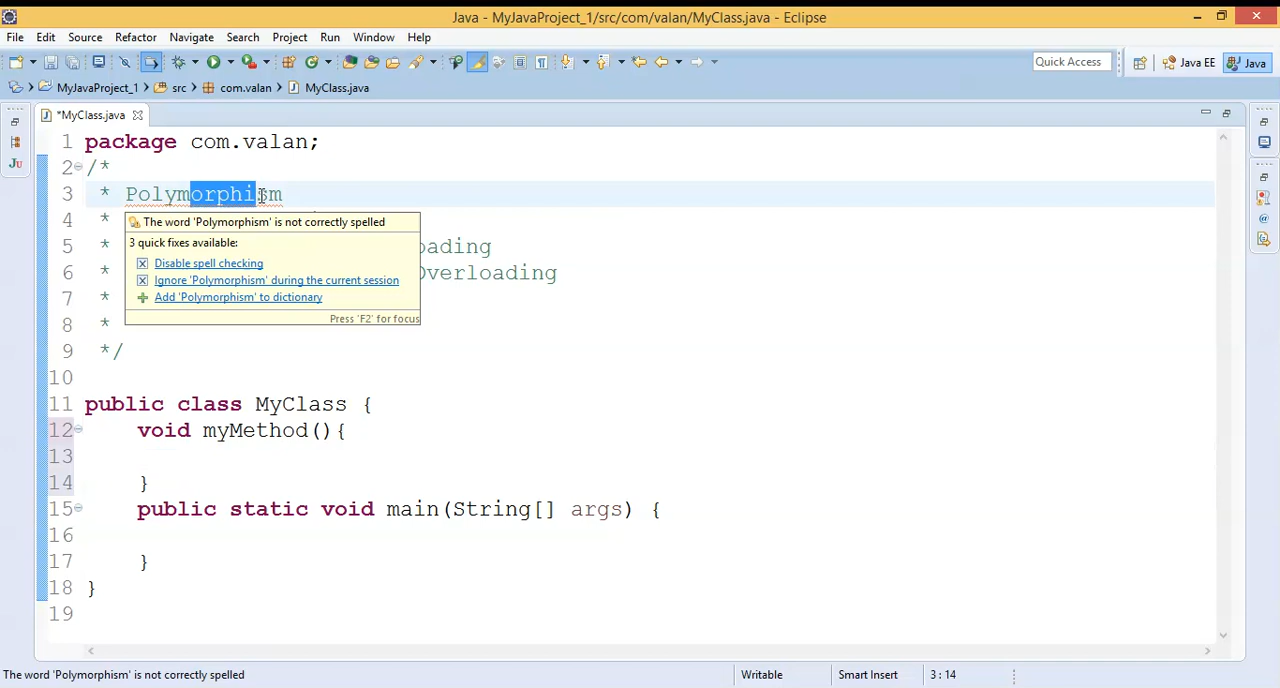 Java - MyJavaProject_1/src/com/valan/MyClass.java - Eclipse
File Edit Source Refactor Navigate Search Project Run Window Help
Quick Access Java EE Java
MyJavaProject_1 src com.valan MyClass.java
*MyClass.java
1 package com.valan;
2 /*
3 * Polymorphism
4 *
The word 'Polymorphism' is not correctly spelled
3 quick fixes available:
5 * oading
Disable spell checking
6 * Overloading
Ignore 'Polymorphism' during the current session
7 *
Add 'Polymorphism' to dictionary
8 *
Press 'F2' for focus
9 */
10
11 public class MyClass {
12 void myMethod(){
13
14 }
15 public static void main(String[] args) {
16
17 }
18 }
19
The word 'Polymorphism' is not correctly spelled Writable Smart Insert 3 : 14